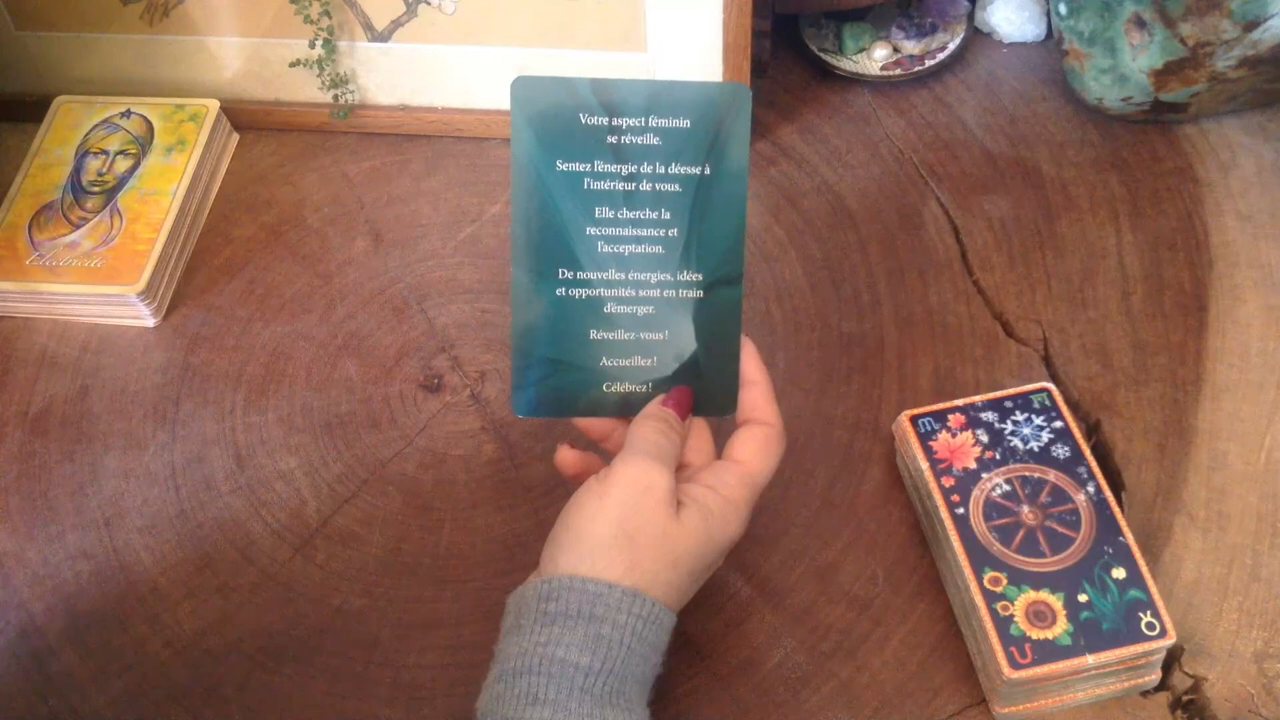 Votre aspect féminin
se réveille.
Sentez l'énergie de la déesse à
l'intérieur de vous.
Elle cherche la
reconnaissance et
l'acceptation.
De nouvelles énergies, idées
et opportunités sont en train
d'émerger.
Réveillez-vous !
Accueillez !
Célébrez !
Electricité